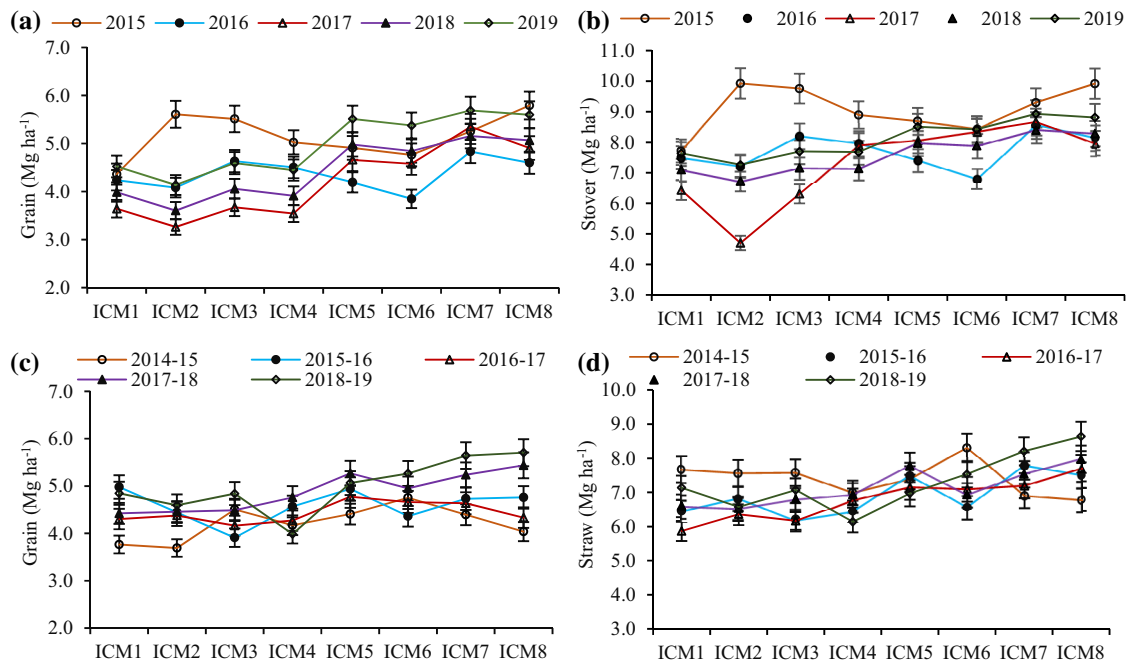 (a)
2015 2016 2017 2018 2019
7.0
6.0
5.0
4.0
3.0
2.0
Grain (Mg ha⁻¹)
ICM1 ICM2 ICM3 ICM4 ICM5 ICM6 ICM7 ICM8
(b)
2015 2016 2017 2018 2019
11.0
10.0
9.0
8.0
7.0
6.0
5.0
4.0
3.0
Stover (Mg ha⁻¹)
ICM1 ICM2 ICM3 ICM4 ICM5 ICM6 ICM7 ICM8
(c)
2014-15 2015-16 2016-17
2017-18 2018-19
7.0
6.0
5.0
4.0
3.0
2.0
Grain (Mg ha⁻¹)
ICM1 ICM2 ICM3 ICM4 ICM5 ICM6 ICM7 ICM8
(d)
2014-15 2015-16 2016-17
2017-18 2018-19
10.0
9.0
8.0
7.0
6.0
5.0
4.0
3.0
Straw (Mg ha⁻¹)
ICM1 ICM2 ICM3 ICM4 ICM5 ICM6 ICM7 ICM8